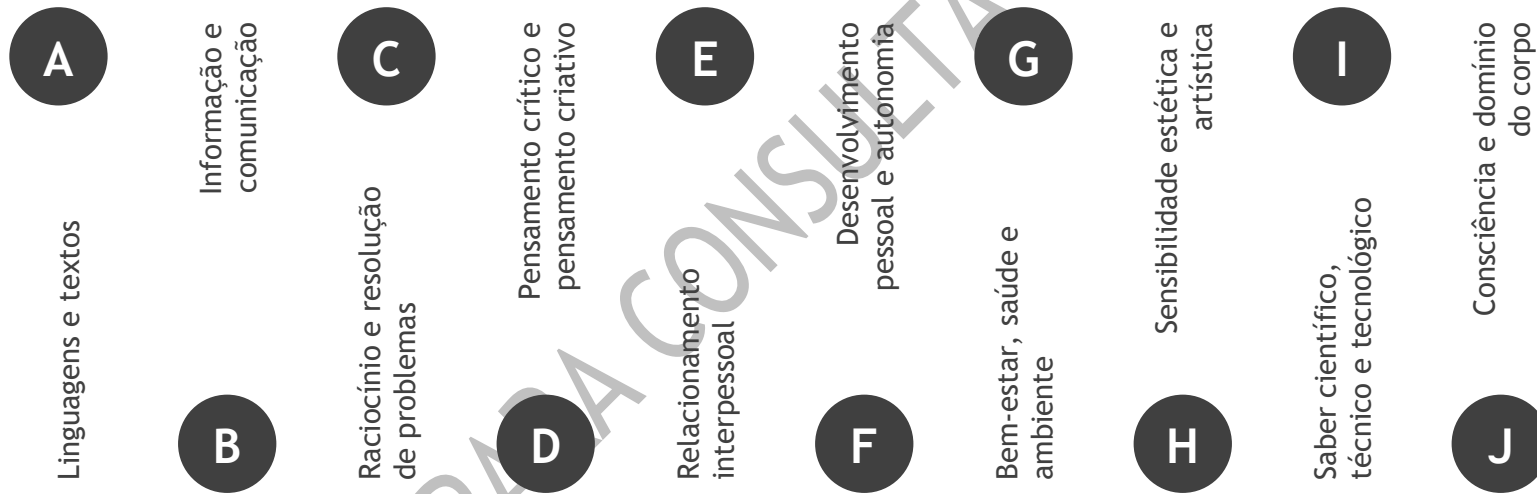 A
Linguagens e textos
Informação e
comunicação
B
C
Raciocínio e resolução
de problemas
Pensamento crítico e
pensamento criativo
D
E
Relacionamento
interpessoal
Desenvolvimento
pessoal e autonomia
F
G
Bem-estar, saúde e
ambiente
Sensibilidade estética e
artística
H
I
Saber científico,
técnico e tecnológico
Consciência e domínio
do corpo
J
PARA CONSULTA